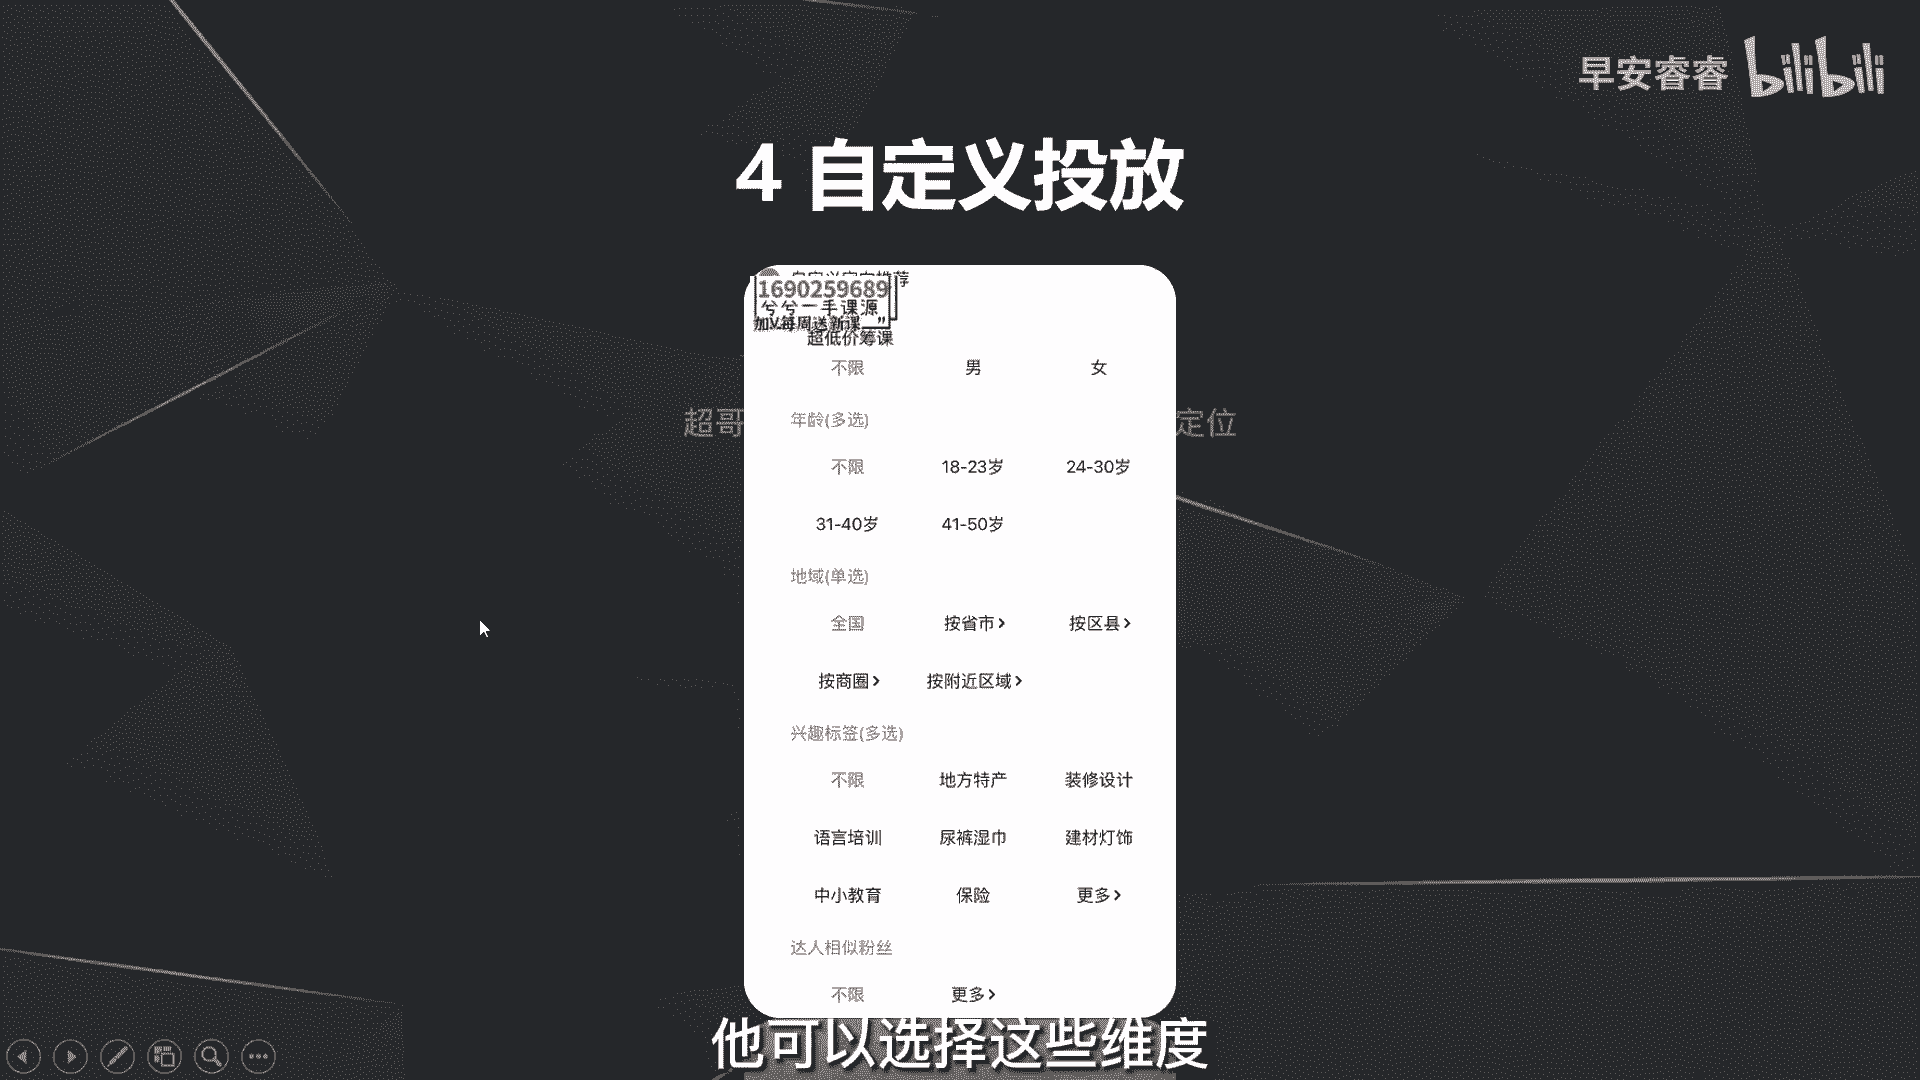 早安睿睿 bilibili
4 自定义投放
1690259689
兮兮一手课源
加V每周送新课
超低价筹课
不限 男 女
超哥 定位
年龄(多选)
不限 18-23岁 24-30岁
31-40岁 41-50岁
地域(单选)
全国 按省市 按区县
按商圈 按附近区域
兴趣标签(多选)
不限 地方特产 装修设计
语言培训 尿裤湿巾 建材灯饰
中小教育 保险 更多
达人相似粉丝
不限 更多
他可以选择这些维度